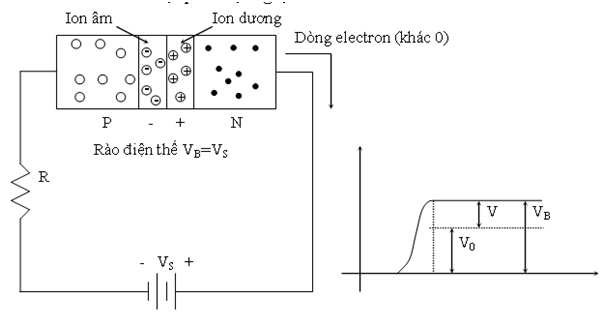 Ion âm
Ion dương
Dòng electron (khác 0)
P - + N
Rào điện thế V_B=V_S
R
- V_S +
V
V_B
V_0